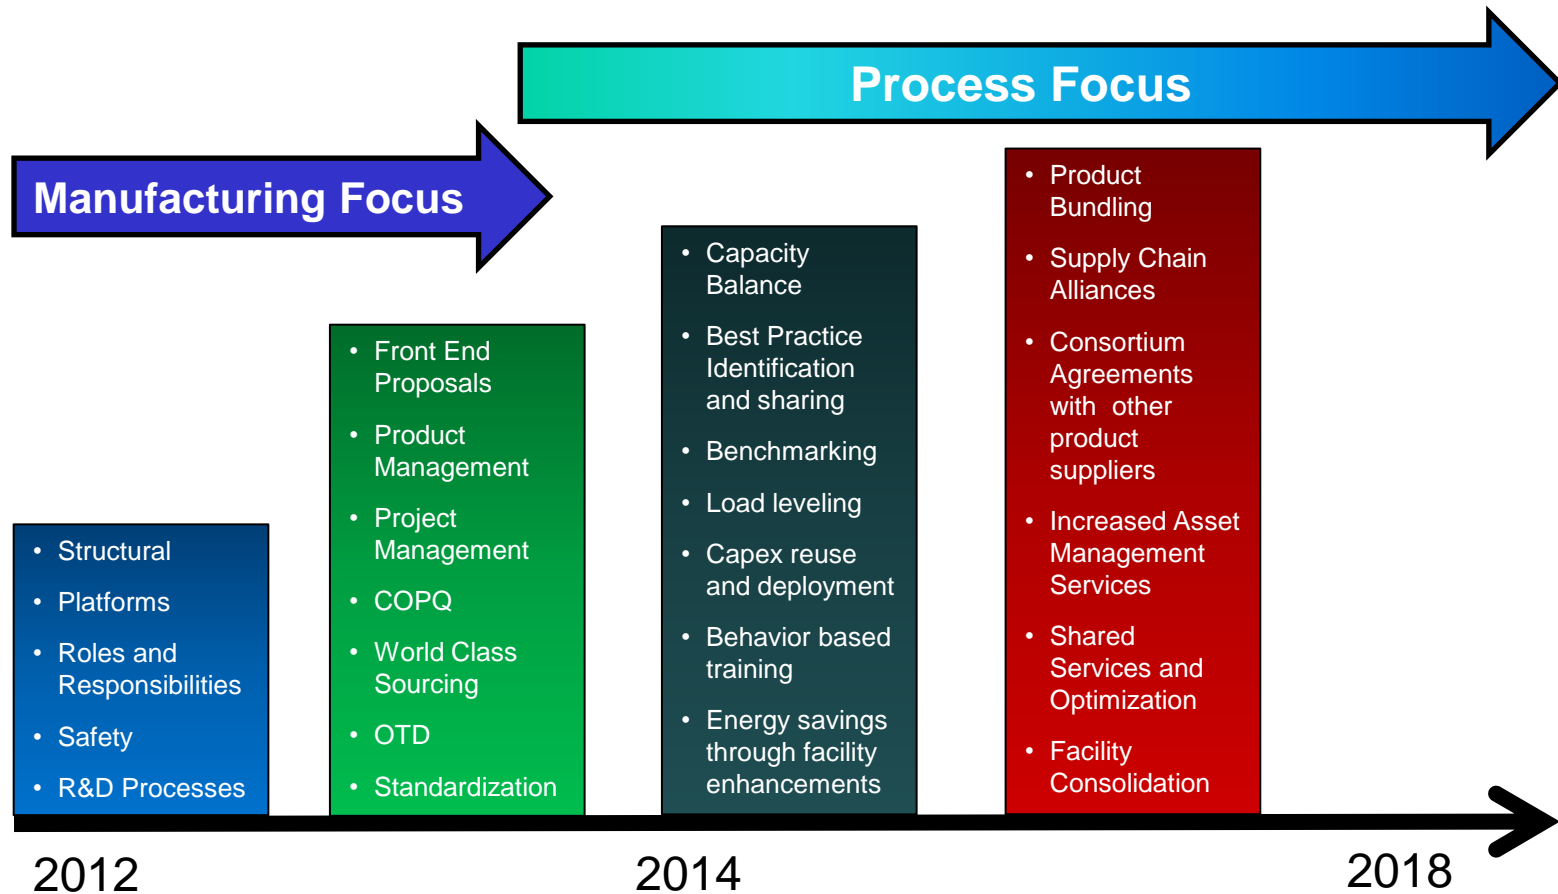 Process Focus
Manufacturing Focus
• Structural
• Platforms
• Roles and
Responsibilities
• Safety
• R&D Processes
• Front End
Proposals
• Product
Management
• Project
Management
• COPQ
• World Class
Sourcing
• OTD
• Standardization
• Capacity
Balance
• Best Practice
Identification
and sharing
• Benchmarking
• Load leveling
• Capex reuse
and deployment
• Behavior based
training
• Energy savings
through facility
enhancements
• Product
Bundling
• Supply Chain
Alliances
• Consortium
Agreements
with  other
product
suppliers
• Increased Asset
Management
Services
• Shared
Services and
Optimization
• Facility
Consolidation
2012
2014
2018